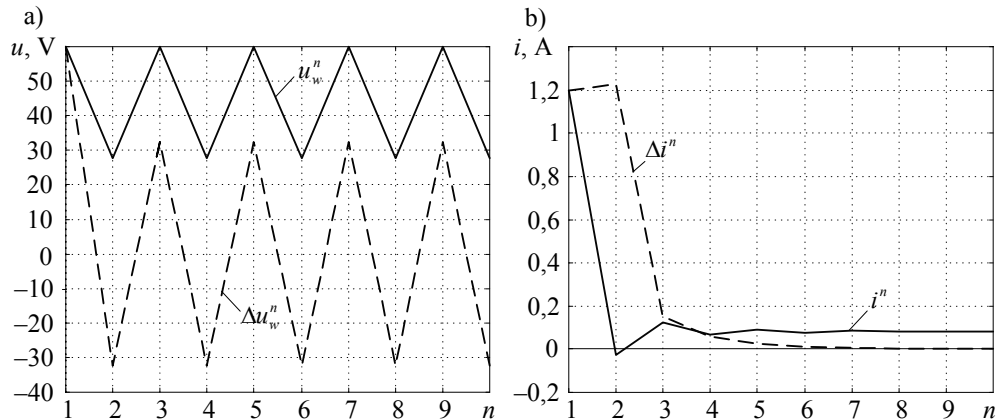 a)
u, V
50
40
30
20
10
0
–10
–20
–30
–40
1 2 3 4 5 6 7 8 9 n
u_w^n
Δu_w^n
b)
i, A
1,2
1
0,8
0,6
0,4
0,2
0
–0,2
1 2 3 4 5 6 7 8 9 n
Δi^n
i^n